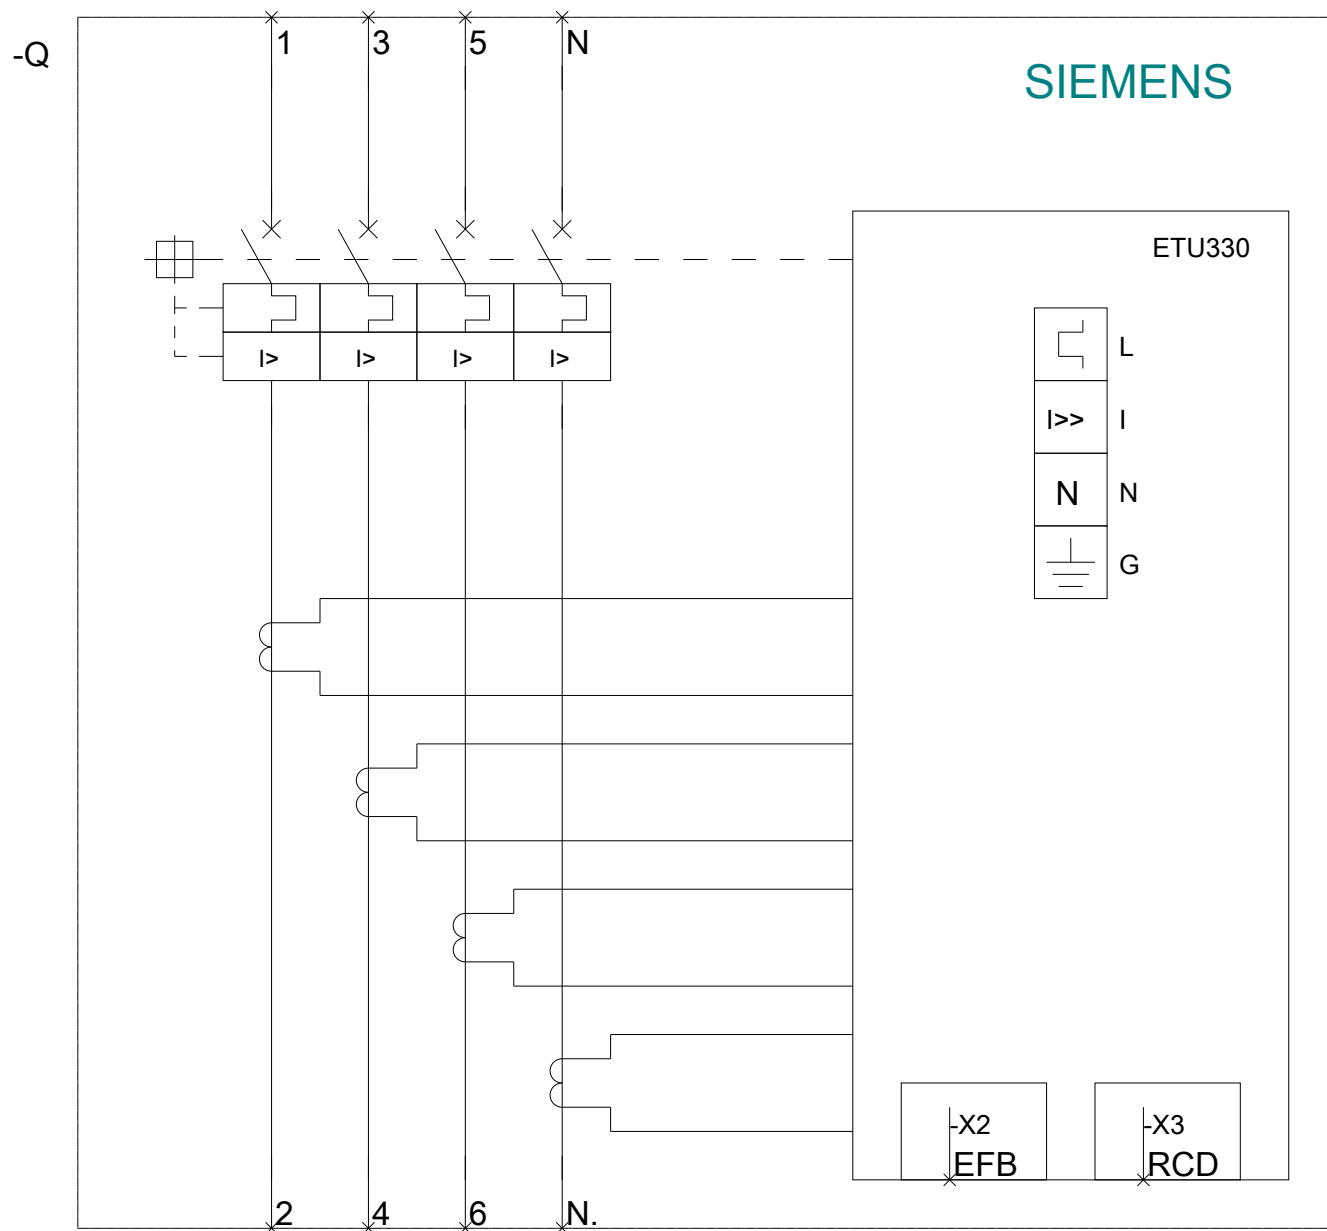 1 3 5 N
-Q
SIEMENS
ETU330
I> I> I> I>
L
I>> I
N N
G
-X2 -X3
EFB RCD
2 4 6 N.